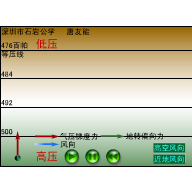 深圳市石岩公学 唐友能
476百帕 低压
等压线
484
492
500
气压梯度力 地转偏向力
风向
高压
高空风向
近地风向